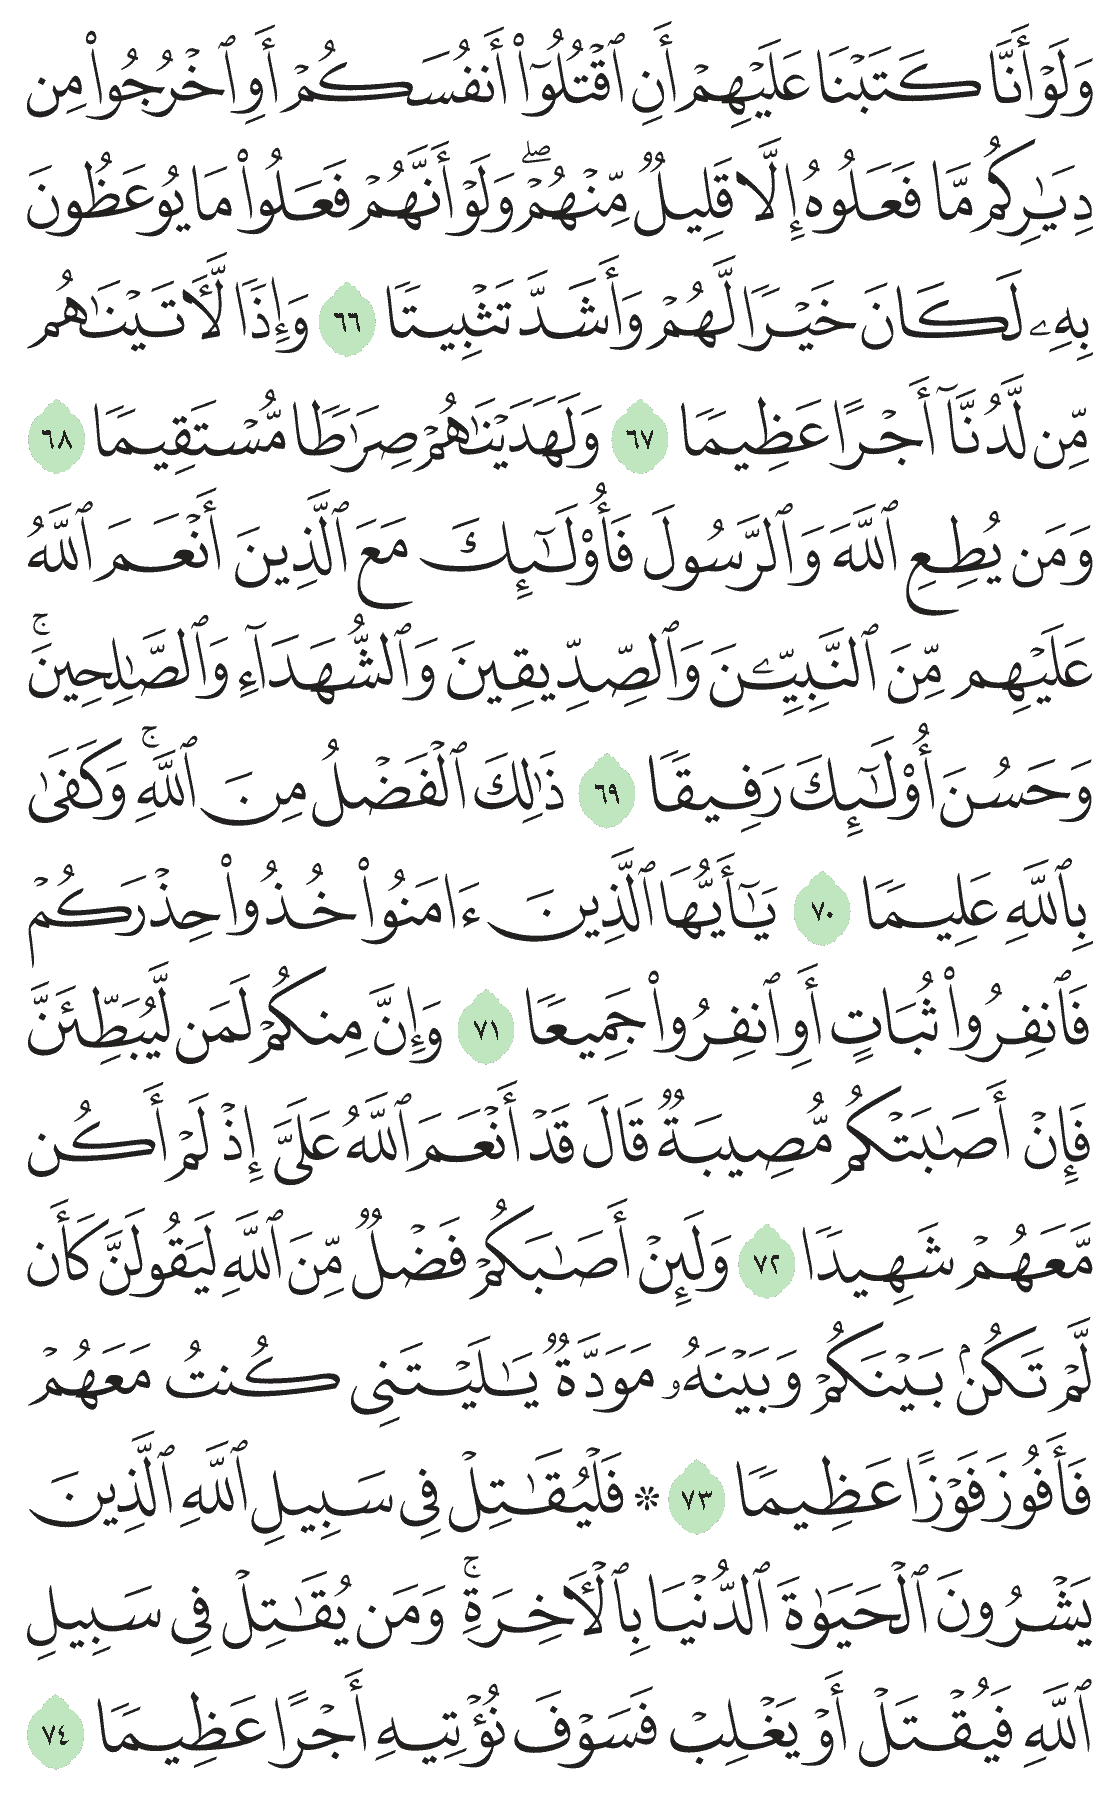 وَلَوْ أَنَّا كَتَبْنَا عَلَيْهِمْ أَنِ ٱقْتُلُوٓا۟ أَنفُسَكُمْ أَوِ ٱخْرُجُوا۟ مِن
دِيَـٰرِكُم مَّا فَعَلُوهُ إِلَّا قَلِيلٌ مِّنْهُمْ ۖ وَلَوْ أَنَّهُمْ فَعَلُوا۟ مَا يُوعَظُونَ
بِهِۦ لَكَانَ خَيْرًا لَّهُمْ وَأَشَدَّ تَثْبِيتًا ٦٦ وَإِذًا لَّـَٔاتَيْنَـٰهُم
مِّن لَّدُنَّآ أَجْرًا عَظِيمًا ٦٧ وَلَهَدَيْنَـٰهُمْ صِرَٰطًا مُّسْتَقِيمًا ٦٨
وَمَن يُطِعِ ٱللَّهَ وَٱلرَّسُولَ فَأُو۟لَـٰٓئِكَ مَعَ ٱلَّذِينَ أَنْعَمَ ٱللَّهُ
عَلَيْهِم مِّنَ ٱلنَّبِيِّـۧنَ وَٱلصِّدِّيقِينَ وَٱلشُّهَدَآءِ وَٱلصَّـٰلِحِينَ ۚ
وَحَسُنَ أُو۟لَـٰٓئِكَ رَفِيقًا ٦٩ ذَٰلِكَ ٱلْفَضْلُ مِنَ ٱللَّهِ ۚ وَكَفَىٰ
بِٱللَّهِ عَلِيمًا ٧٠ يَـٰٓأَيُّهَا ٱلَّذِينَ ءَامَنُوا۟ خُذُوا۟ حِذْرَكُمْ
فَٱنفِرُوا۟ ثُبَاتٍ أَوِ ٱنفِرُوا۟ جَمِيعًا ٧١ وَإِنَّ مِنكُمْ لَمَن لَّيُبَطِّئَنَّ
فَإِنْ أَصَـٰبَتْكُم مُّصِيبَةٌ قَالَ قَدْ أَنْعَمَ ٱللَّهُ عَلَىَّ إِذْ لَمْ أَكُن
مَّعَهُمْ شَهِيدًا ٧٢ وَلَئِنْ أَصَـٰبَكُمْ فَضْلٌ مِّنَ ٱللَّهِ لَيَقُولَنَّ كَأَن
لَّمْ تَكُنۢ بَيْنَكُمْ وَبَيْنَهُۥ مَوَدَّةٌ يَـٰلَيْتَنِى كُنتُ مَعَهُمْ
فَأَفُوزَ فَوْزًا عَظِيمًا ٧٣ ۞ فَلْيُقَـٰتِلْ فِى سَبِيلِ ٱللَّهِ ٱلَّذِينَ
يَشْرُونَ ٱلْحَيَوٰةَ ٱلدُّنْيَا بِٱلْـَٔاخِرَةِ ۚ وَمَن يُقَـٰتِلْ فِى سَبِيلِ
ٱللَّهِ فَيُقْتَلْ أَوْ يَغْلِبْ فَسَوْفَ نُؤْتِيهِ أَجْرًا عَظِيمًا ٧٤